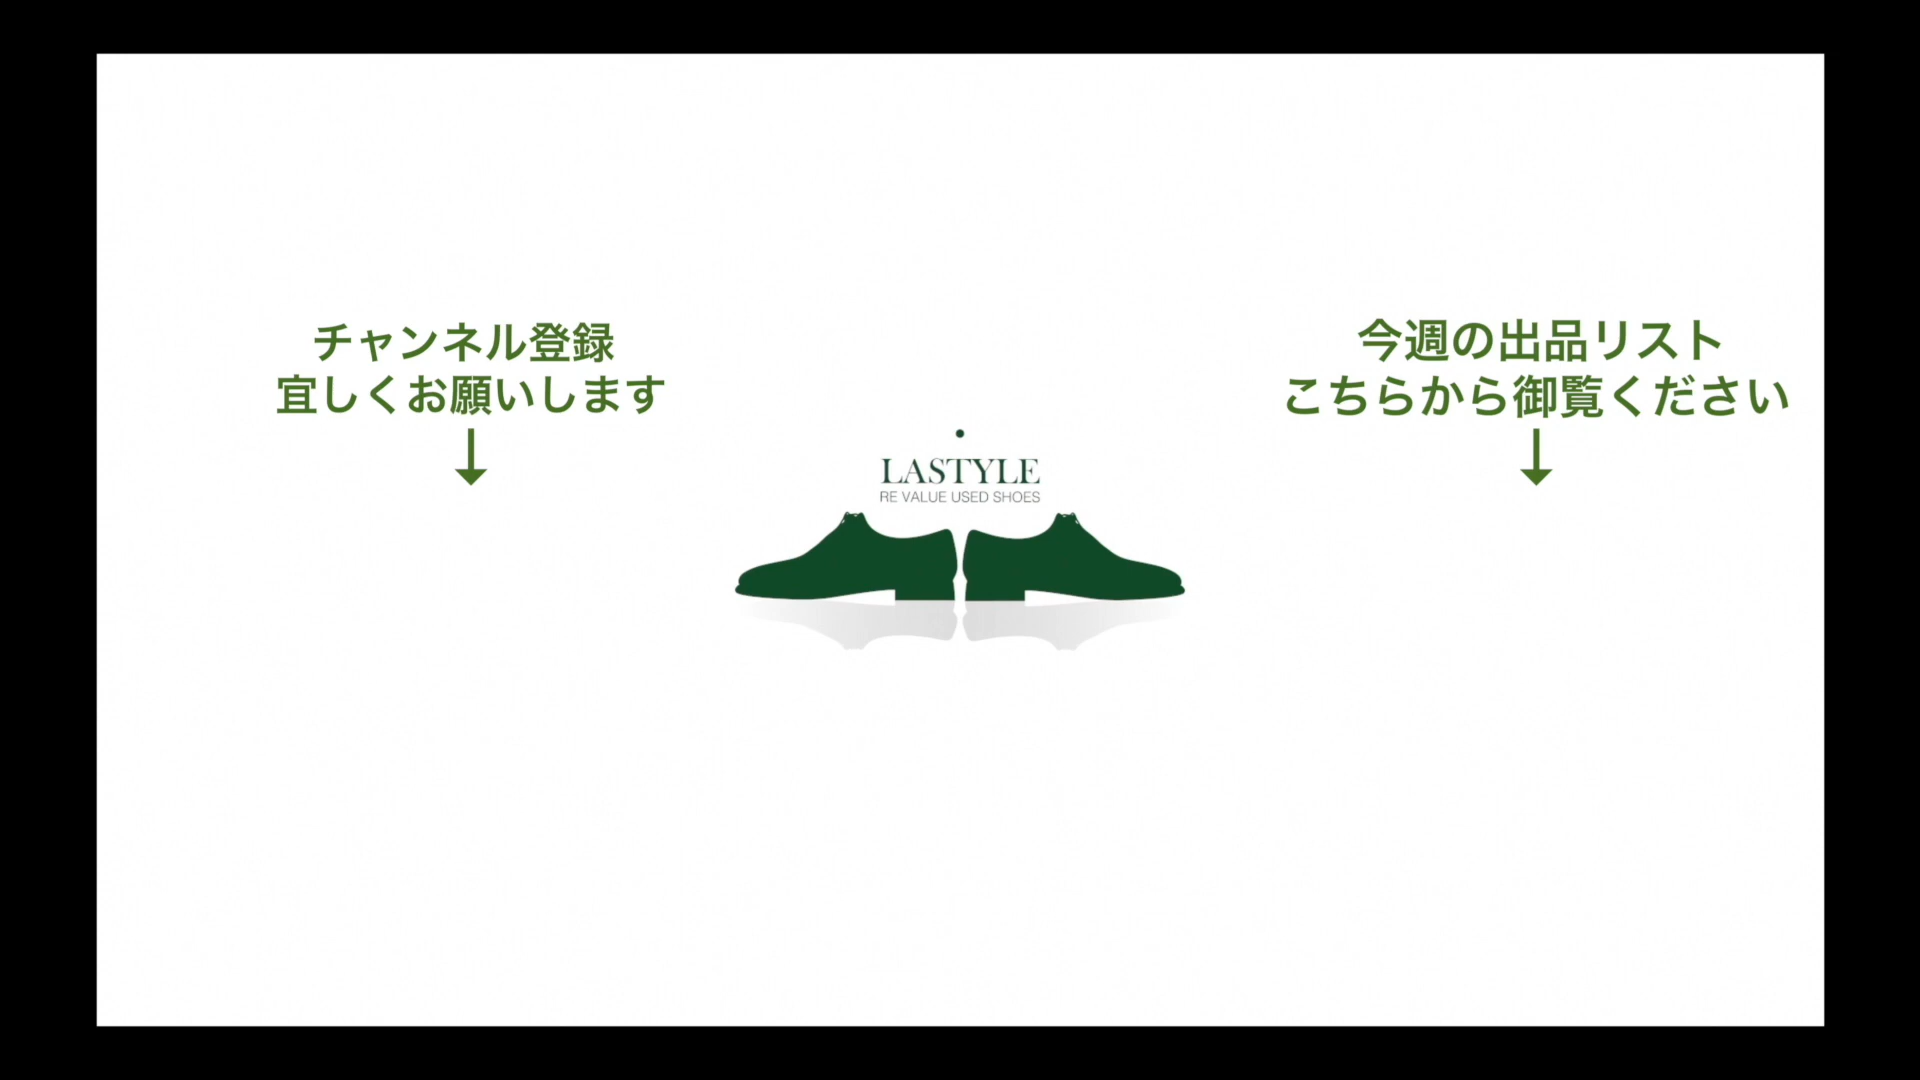 チャンネル登録
宜しくお願いします
↓
今週の出品リスト
こちらから御覧ください
↓
LASTYLE
RE VALUE USED SHOES